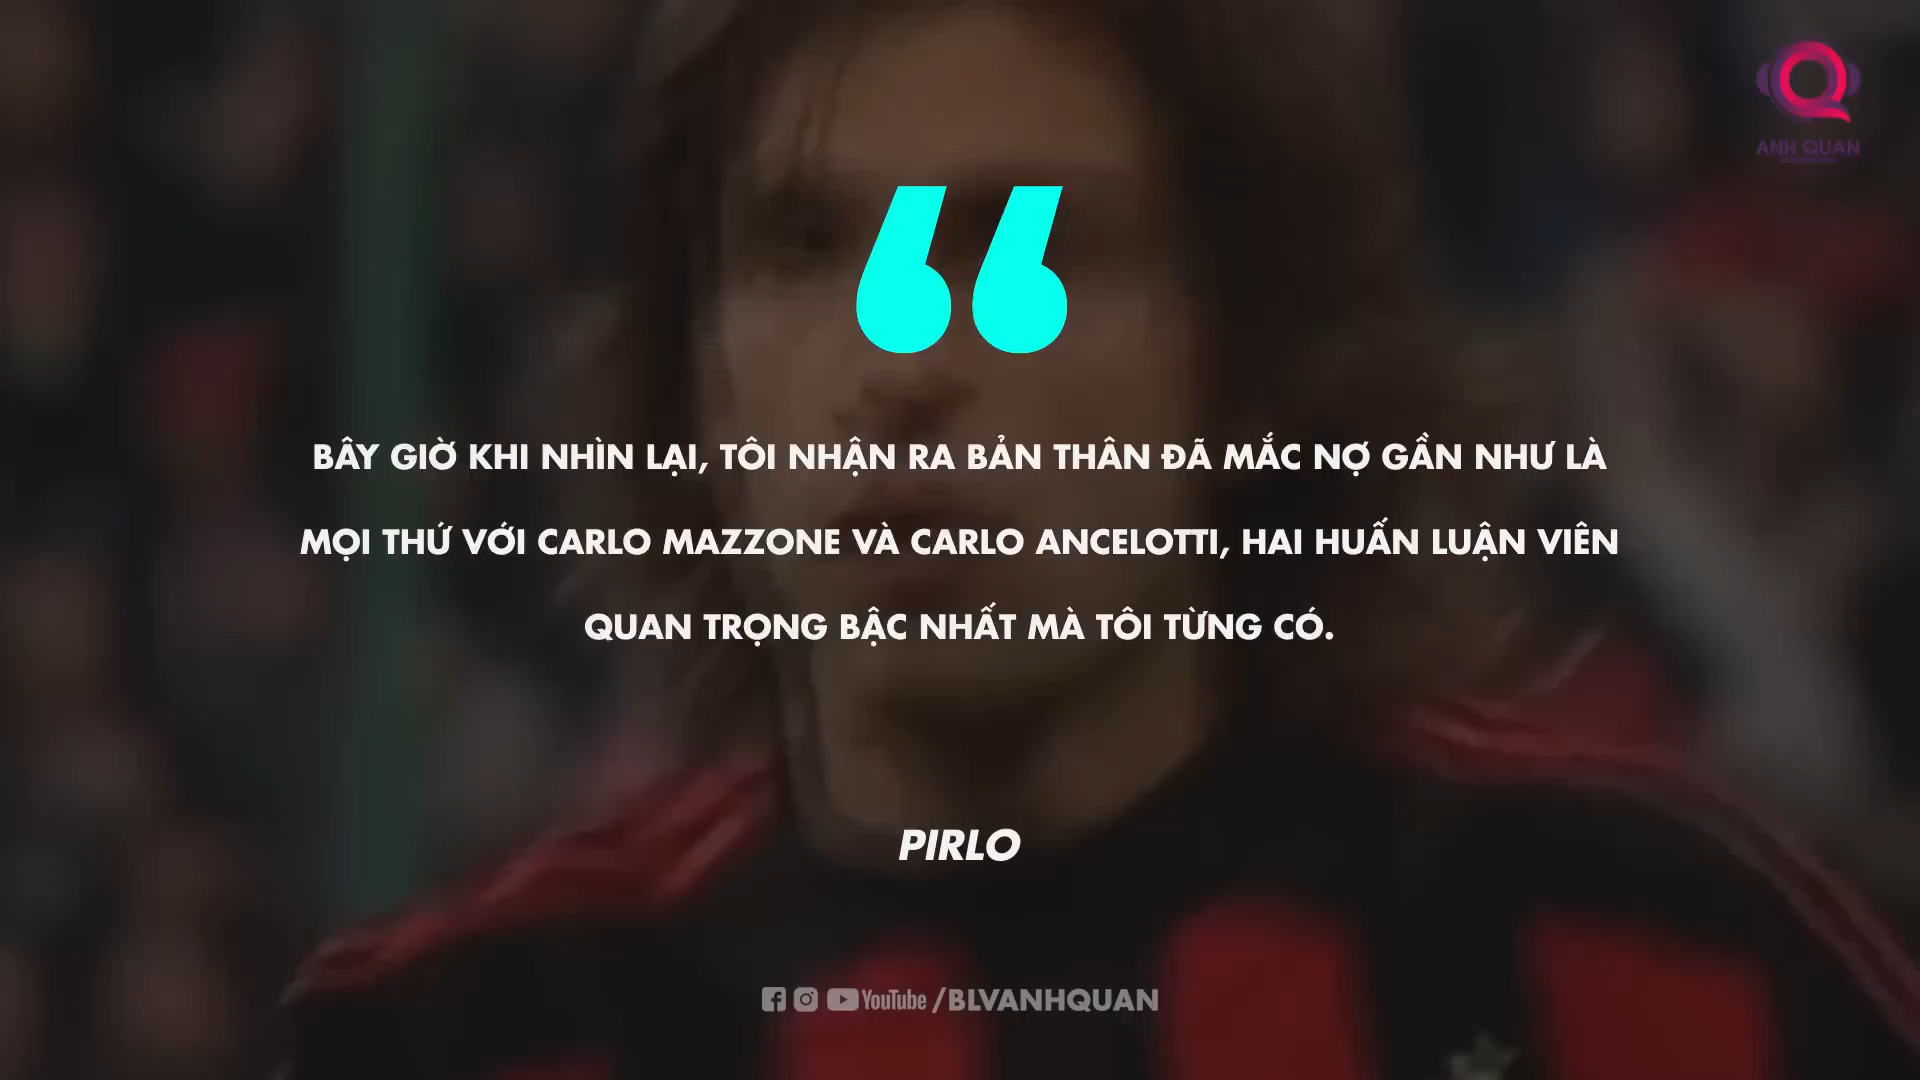 ANH QUAN
“
BÂY GIỜ KHI NHÌN LẠI, TÔI NHẬN RA BẢN THÂN ĐÃ MẮC NỢ GẦN NHƯ LÀ
MỌI THỨ VỚI CARLO MAZZONE VÀ CARLO ANCELOTTI, HAI HUẤN LUẬN VIÊN
QUAN TRỌNG BẬC NHẤT MÀ TÔI TỪNG CÓ.
PIRLO
YouTube /BLVANHQUAN